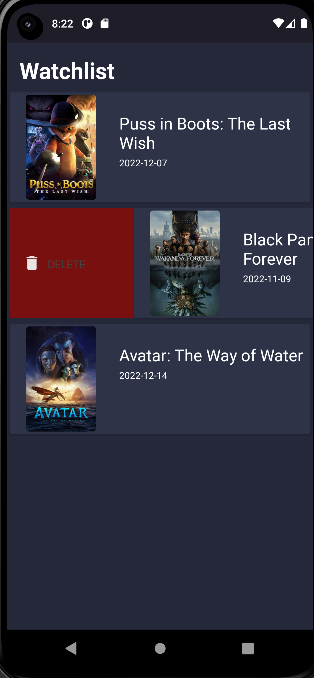 8:22
Watchlist
PUSS IN BOOTS
THE LAST WISH
Puss in Boots: The Last
Wish
2022-12-07
DELETE
WAKANDA FOREVER
Black Par
Forever
2022-11-09
AVATAR
Avatar: The Way of Water
2022-12-14